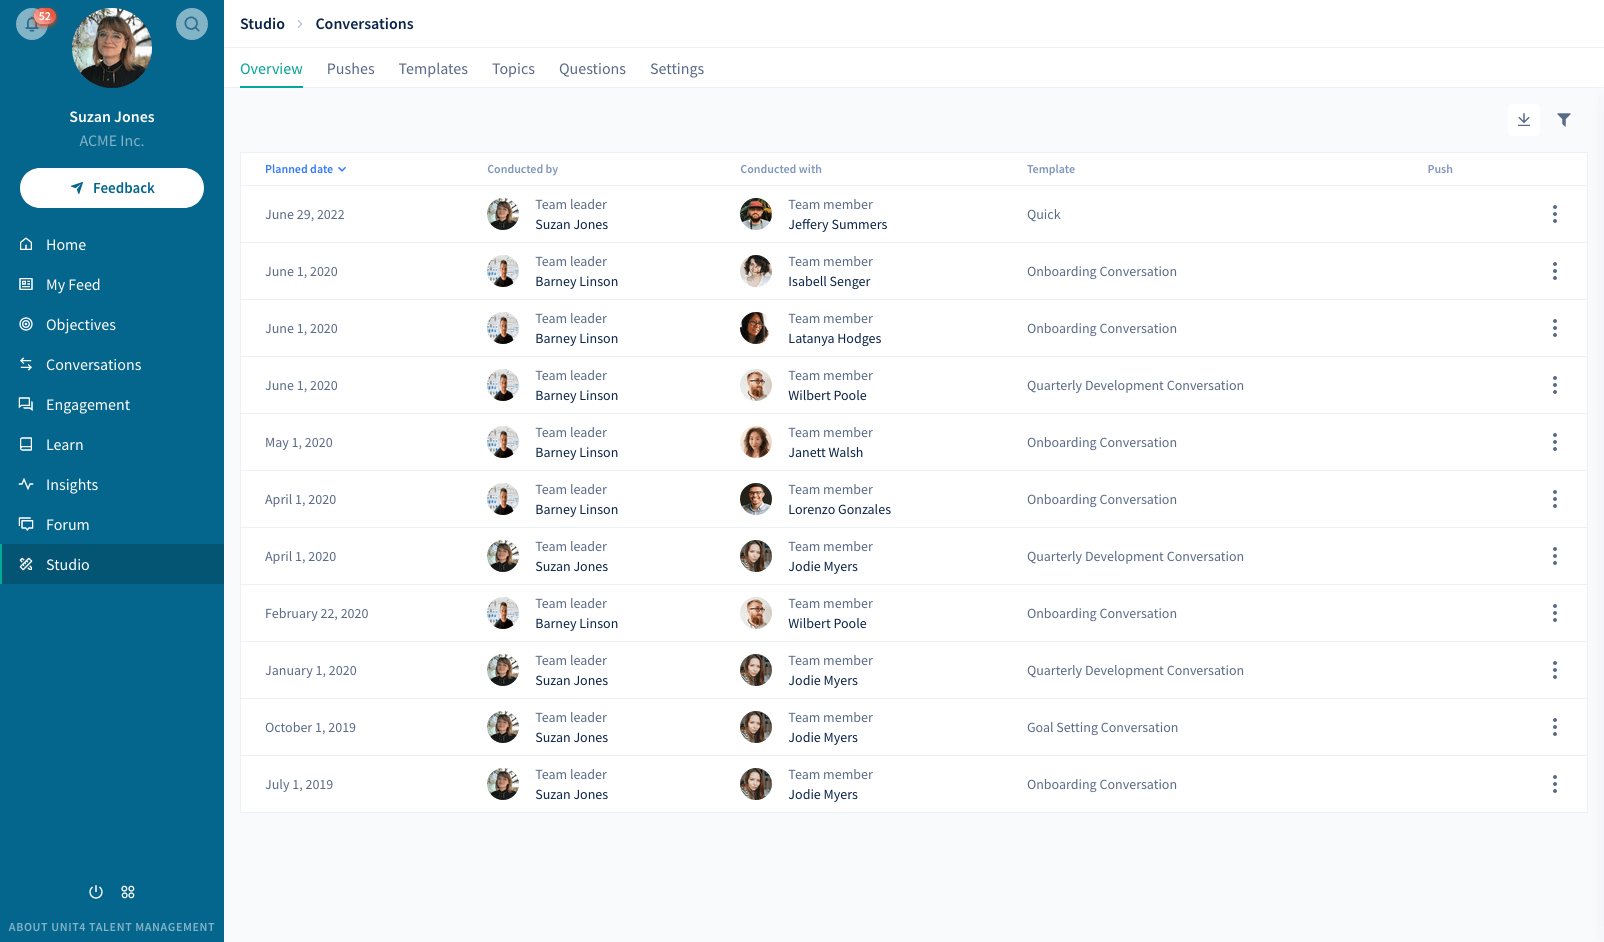 52
Suzan Jones
ACME Inc.
Feedback
Home
My Feed
Objectives
Conversations
Engagement
Learn
Insights
Forum
Studio
ABOUT UNIT4 TALENT MANAGEMENT
Studio Conversations
Overview Pushes Templates Topics Questions Settings
Planned date Conducted by Conducted with Template Push
June 29, 2022 Team leader Suzan Jones Team member Jeffery Summers Quick
June 1, 2020 Team leader Barney Linson Team member Isabell Senger Onboarding Conversation
June 1, 2020 Team leader Barney Linson Team member Latanya Hodges Onboarding Conversation
June 1, 2020 Team leader Barney Linson Team member Wilbert Poole Quarterly Development Conversation
May 1, 2020 Team leader Barney Linson Team member Janett Walsh Onboarding Conversation
April 1, 2020 Team leader Barney Linson Team member Lorenzo Gonzales Onboarding Conversation
April 1, 2020 Team leader Suzan Jones Team member Jodie Myers Quarterly Development Conversation
February 22, 2020 Team leader Barney Linson Team member Wilbert Poole Onboarding Conversation
January 1, 2020 Team leader Suzan Jones Team member Jodie Myers Quarterly Development Conversation
October 1, 2019 Team leader Suzan Jones Team member Jodie Myers Goal Setting Conversation
July 1, 2019 Team leader Suzan Jones Team member Jodie Myers Onboarding Conversation